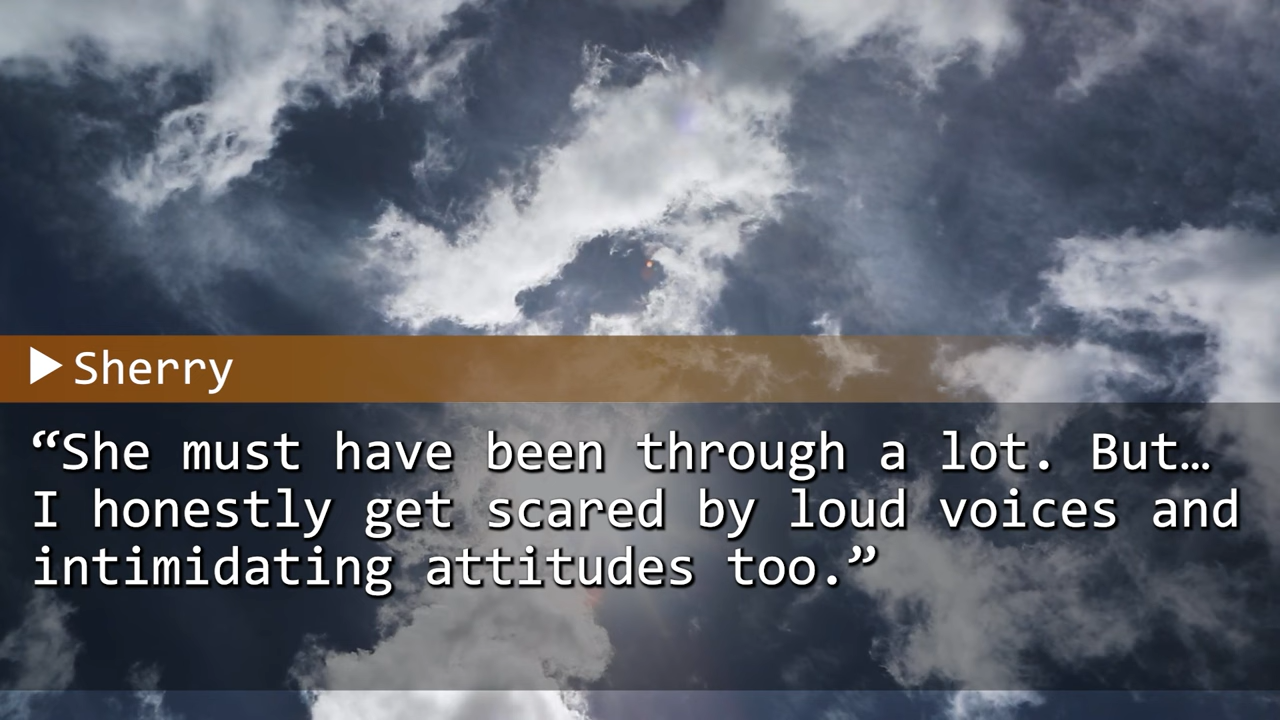 ▶Sherry
“She must have been through a lot. But…
I honestly get scared by loud voices and
intimidating attitudes too.”